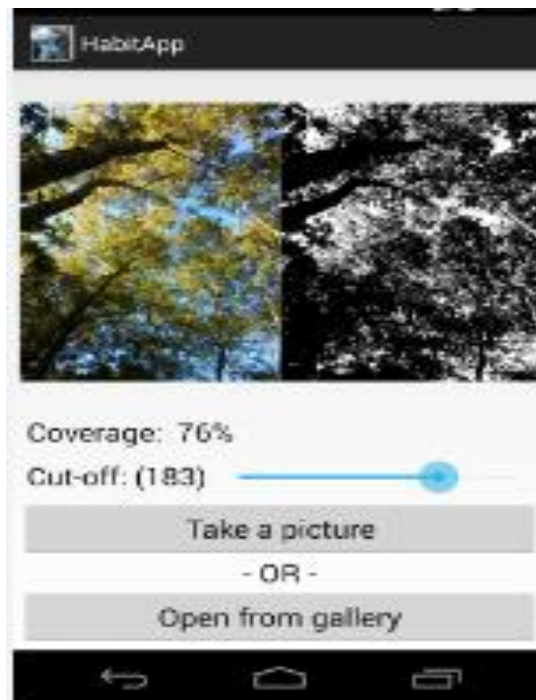 HabitApp
Coverage: 76%
Cut-off: (183)
Take a picture
- OR -
Open from gallery